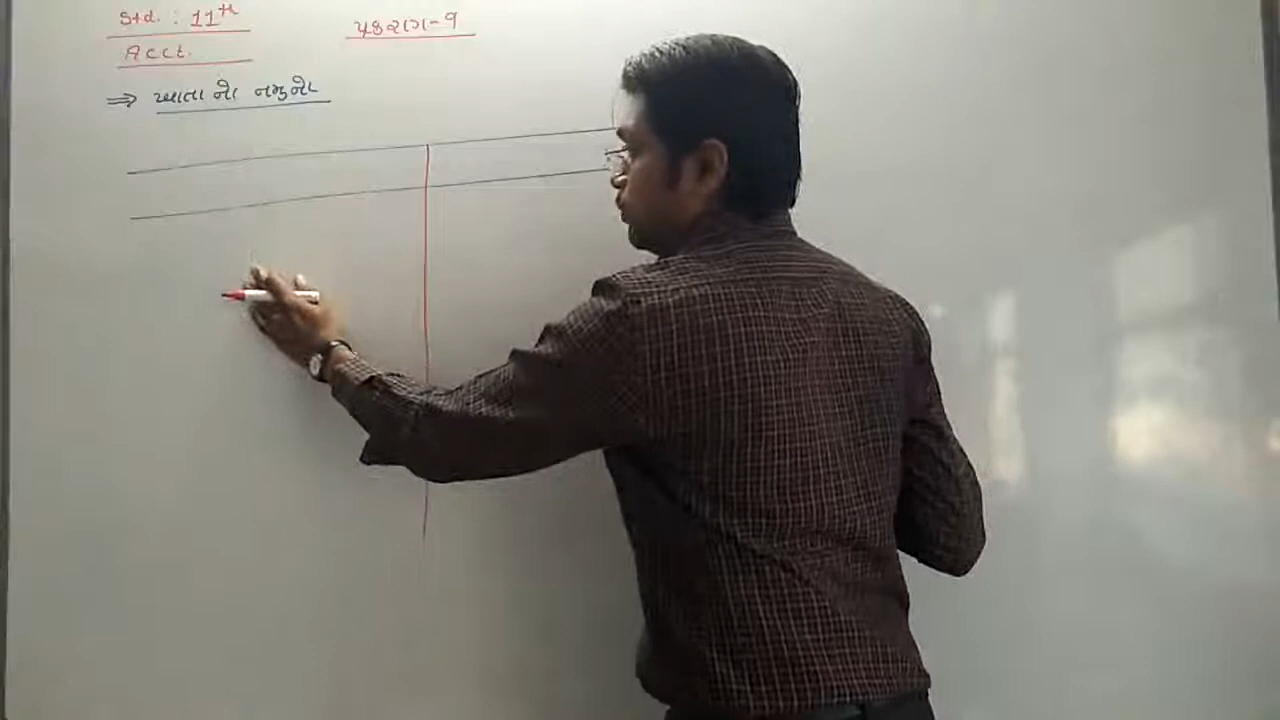 Std. : 11th
પ્રકરણ-૧
Acct.
⇒ ખાતાનો નમુનો